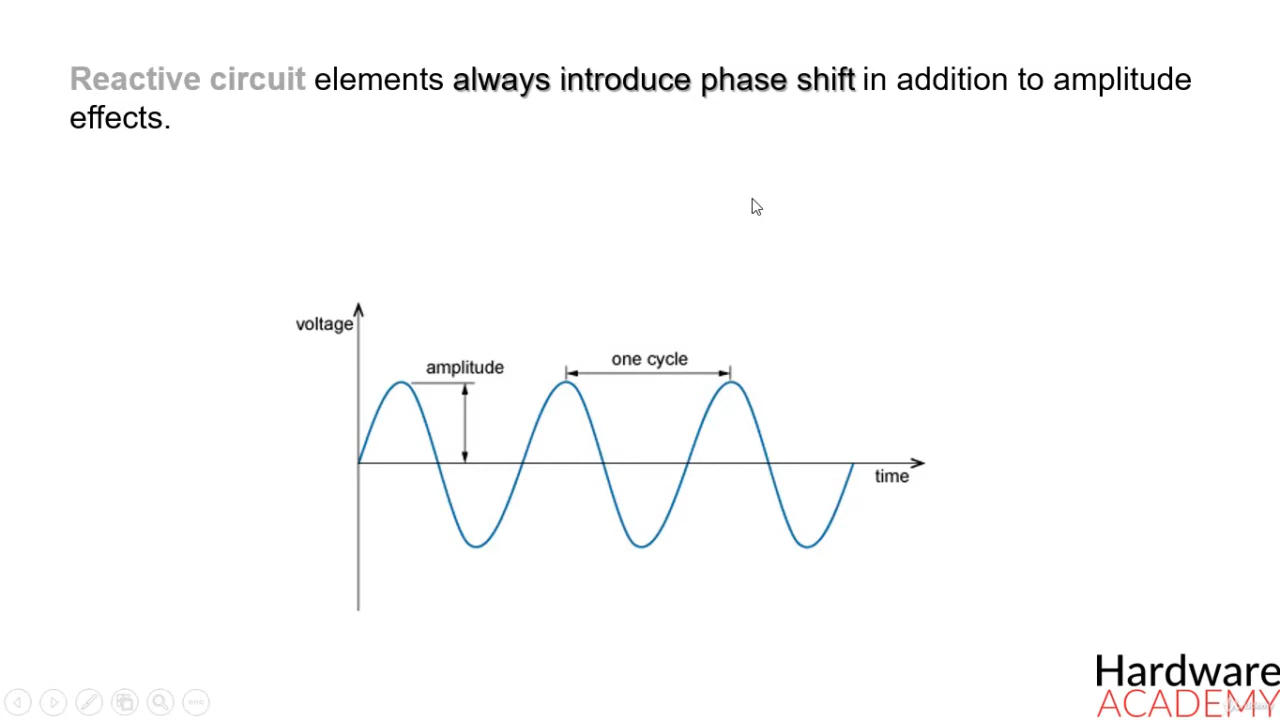 Reactive circuit elements always introduce phase shift in addition to amplitude
effects.
voltage
amplitude
one cycle
time
Hardware
ACADEMY